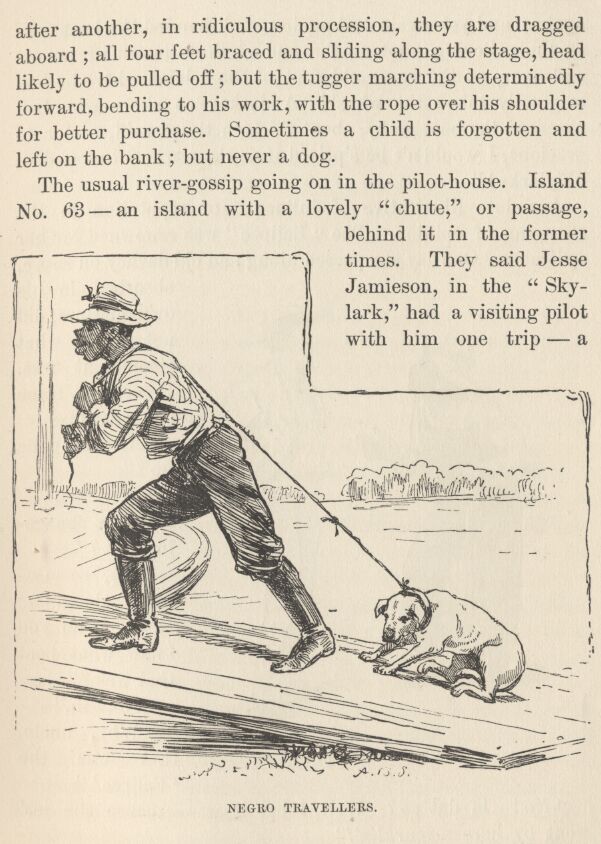 after another, in ridiculous procession, they are dragged
aboard ; all four feet braced and sliding along the stage, head
likely to be pulled off ; but the tugger marching determinedly
forward, bending to his work, with the rope over his shoulder
for better purchase. Sometimes a child is forgotten and
left on the bank ; but never a dog.
The usual river-gossip going on in the pilot-house. Island
No. 63 — an island with a lovely “chute,” or passage,
behind it in the former
times. They said Jesse
Jamieson, in the “Sky-
lark,” had a visiting pilot
with him one trip — a
A.B.S.
NEGRO TRAVELLERS.